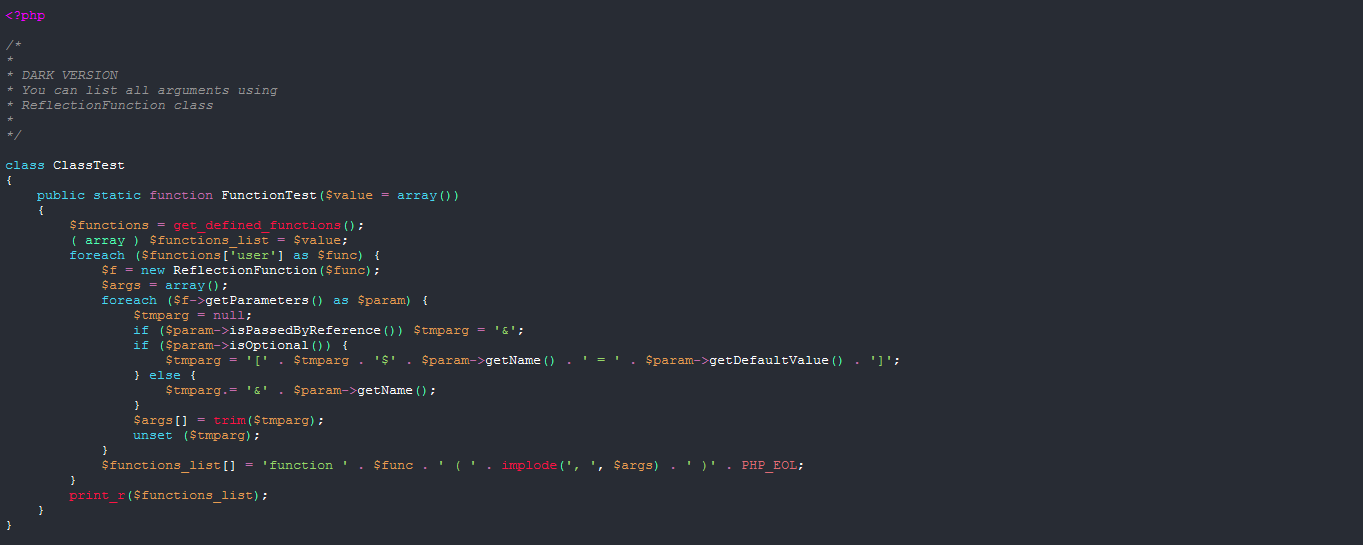 <?php
/*
*
* DARK VERSION
* You can list all arguments using
* ReflectionFunction class
*
*/
class ClassTest
{
    public static function FunctionTest($value = array())
    {
        $functions = get_defined_functions();
        ( array ) $functions_list = $value;
        foreach ($functions['user'] as $func) {
            $f = new ReflectionFunction($func);
            $args = array();
            foreach ($f->getParameters() as $param) {
                $tmparg = null;
                if ($param->isPassedByReference()) $tmparg = '&';
                if ($param->isOptional()) {
                    $tmparg = '[' . $tmparg . '$' . $param->getName() . ' = ' . $param->getDefaultValue() . ']';
                } else {
                    $tmparg.= '&' . $param->getName();
                }
                $args[] = trim($tmparg);
                unset ($tmparg);
            }
            $functions_list[] = 'function ' . $func . ' ( ' . implode(', ', $args) . ' )' . PHP_EOL;
        }
        print_r($functions_list);
    }
}